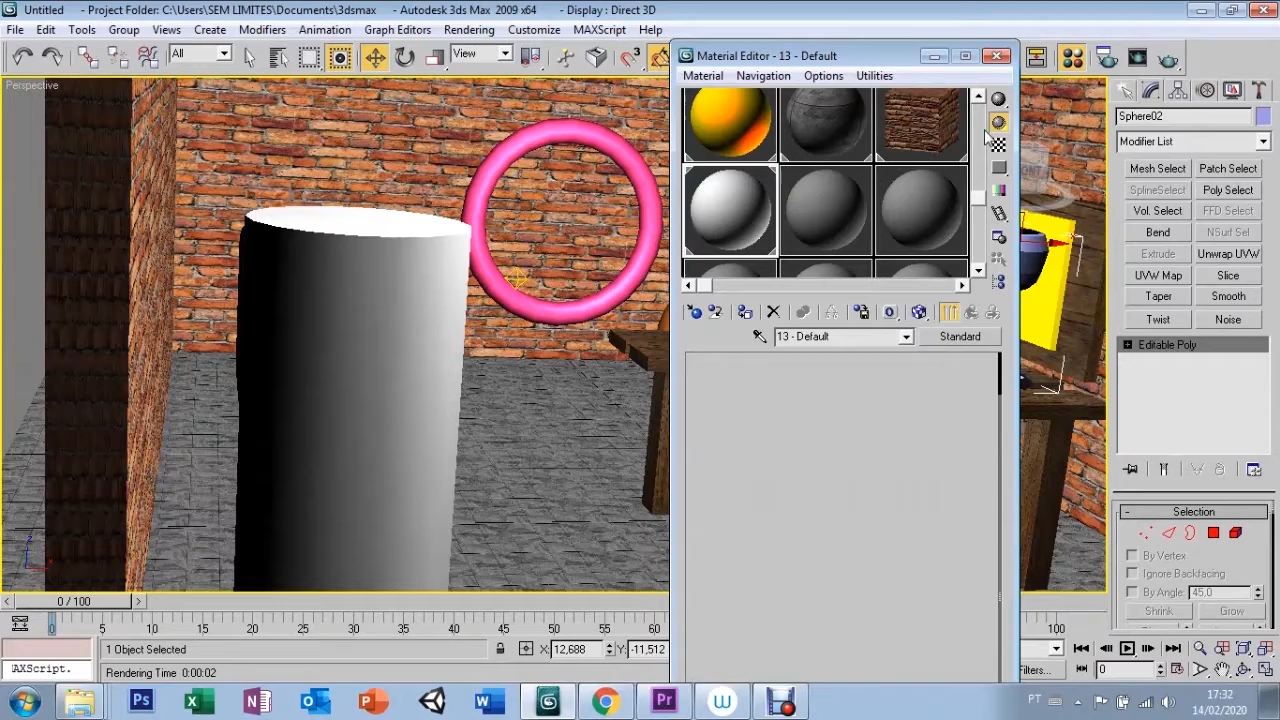 Untitled - Project Folder: C:\Users\SEM LIMITES\Documents\3dsmax - Autodesk 3ds Max 2009 x64 - Display : Direct 3D
File Edit Tools Group Views Create Modifiers Animation Graph Editors Rendering Customize MAXScript Help
All View 3
Perspective
Material Editor - 13 - Default
Material Navigation Options Utilities
13 - Default Standard
Sphere02
Modifier List
Mesh Select Patch Select
SplineSelect Poly Select
Vol. Select FFD Select
Bend NSurf Sel
Extrude Unwrap UVW
UVW Map Slice
Taper Smooth
Twist Noise
Editable Poly
- Selection
By Vertex
Ignore Backfacing
By Angle: 45,0
Shrink Grow
0 / 100
0 5 10 15 20 25 30 35 40 45 50 55 60 100
1 Object Selected X: 12,688 Y: -11,512
AXScript. Rendering Time 0:00:02 Filters... 0
Ps W Pr W
PT 17:32
14/02/2020